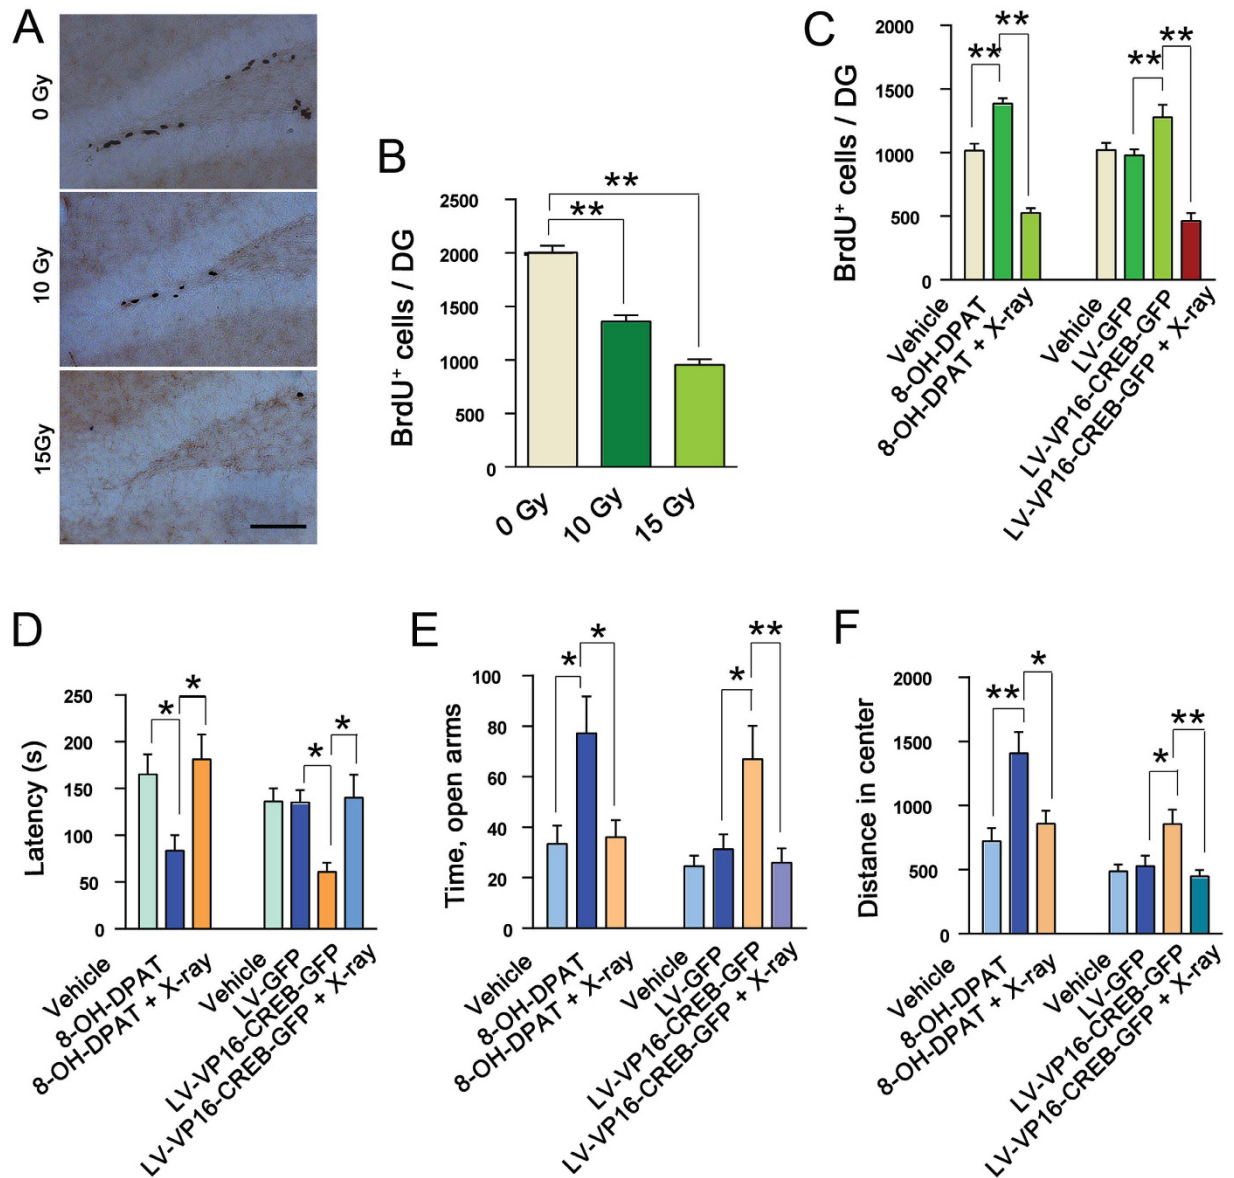 A
0 Gy
10 Gy
15Gy
B
BrdU⁺ cells / DG
2500
2000
1500
1000
500
0
**
**
0 Gy
10 Gy
15 Gy
C
BrdU⁺ cells / DG
2000
1500
1000
500
0
**
**
**
**
Vehicle
8-OH-DPAT
8-OH-DPAT + X-ray
Vehicle
LV-GFP
LV-VP16-CREB-GFP
LV-VP16-CREB-GFP + X-ray
D
Latency (s)
250
200
150
100
50
0
*
*
*
*
Vehicle
8-OH-DPAT
8-OH-DPAT + X-ray
Vehicle
LV-GFP
LV-VP16-CREB-GFP
LV-VP16-CREB-GFP + X-ray
E
Time, open arms
100
80
60
40
20
0
*
*
*
**
Vehicle
8-OH-DPAT
8-OH-DPAT + X-ray
Vehicle
LV-GFP
LV-VP16-CREB-GFP
LV-VP16-CREB-GFP + X-ray
F
Distance in center
2000
1500
1000
500
0
**
*
*
**
Vehicle
8-OH-DPAT
8-OH-DPAT + X-ray
Vehicle
LV-GFP
LV-VP16-CREB-GFP
LV-VP16-CREB-GFP + X-ray